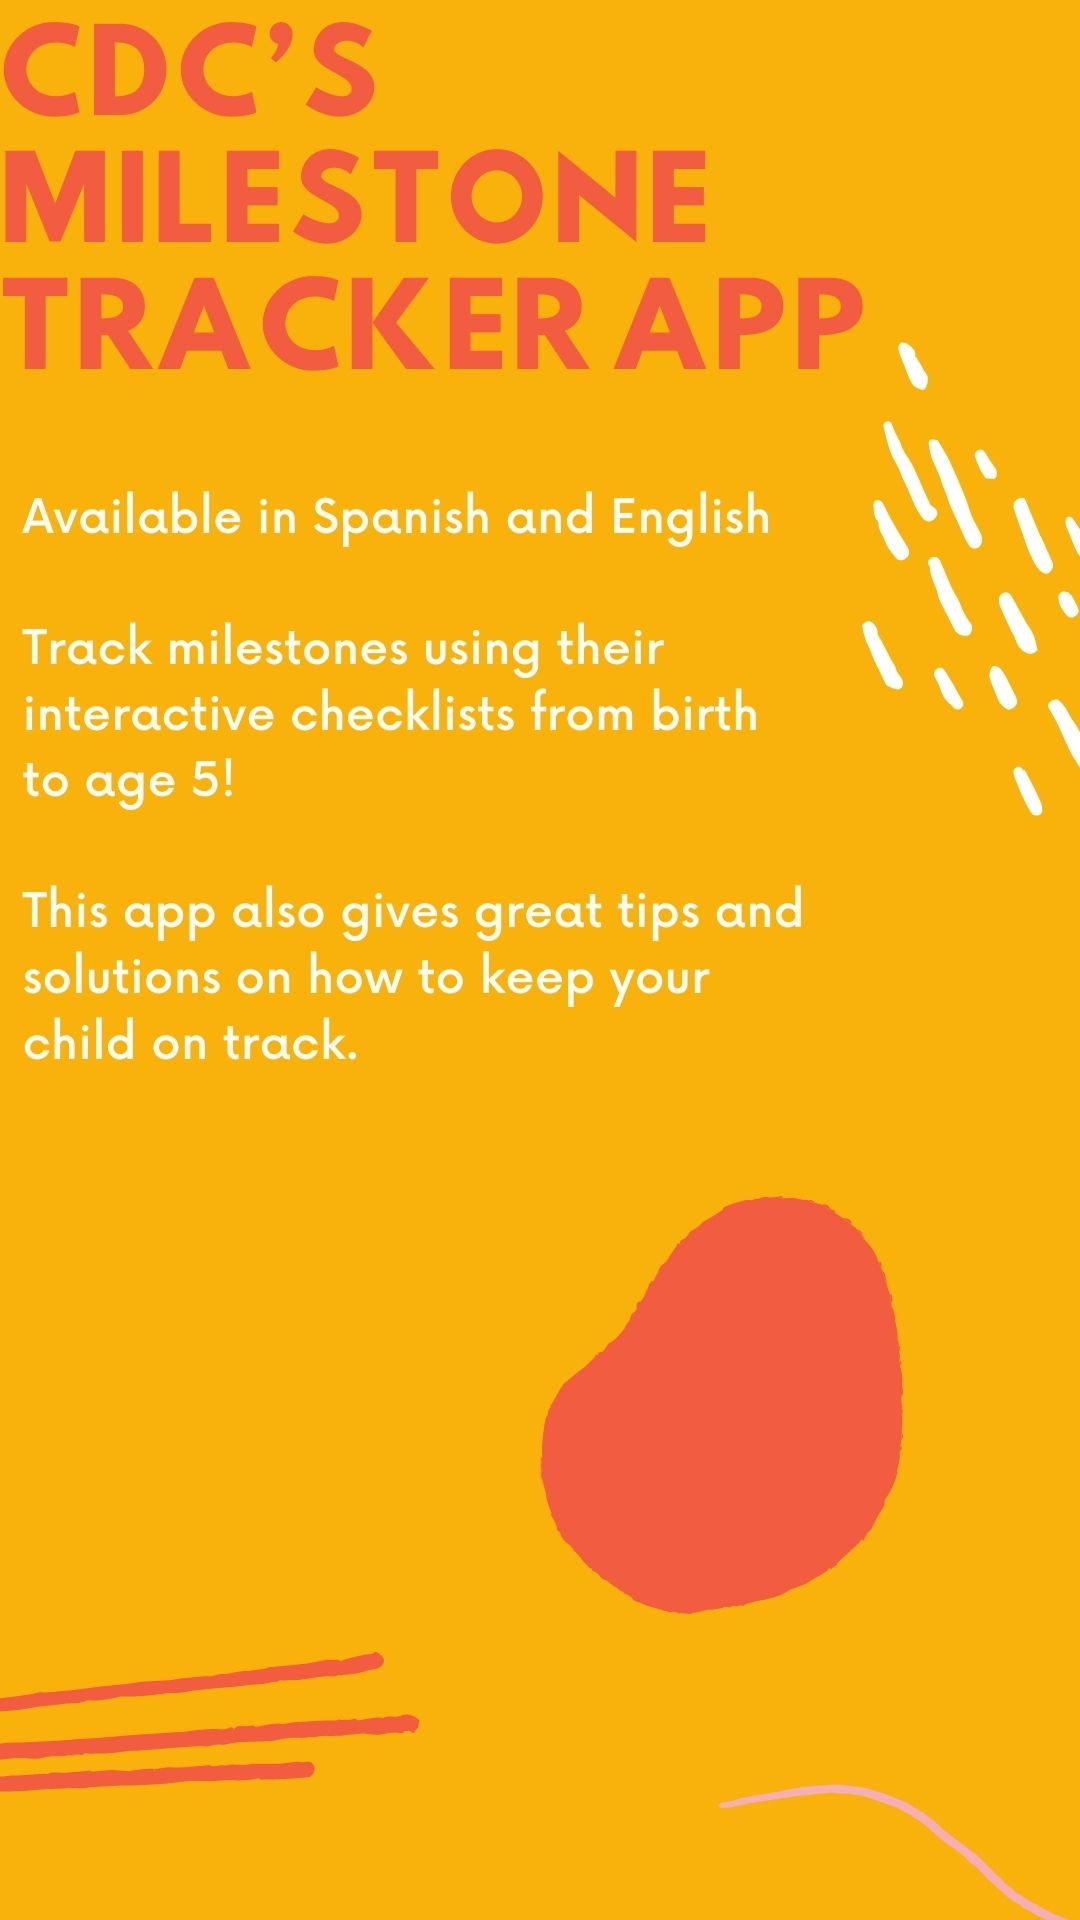 CDC'S
MILESTONE
TRACKER APP
Available in Spanish and English
Track milestones using their
interactive checklists from birth
to age 5!
This app also gives great tips and
solutions on how to keep your
child on track.